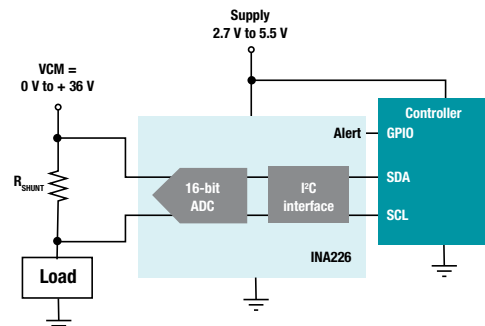 Supply
2.7 V to 5.5 V
VCM =
0 V to + 36 V
Controller
Alert
GPIO
R_SHUNT
16-bit
ADC
I²C
interface
SDA
SCL
INA226
Load